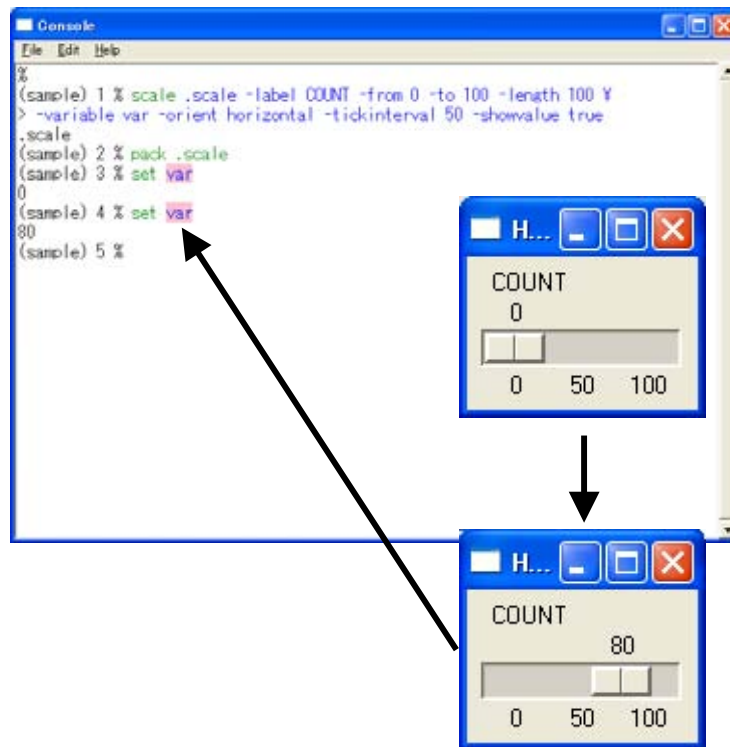 Console
File Edit Help
%
(sample) 1 % scale .scale -label COUNT -from 0 -to 100 -length 100 ¥
> -variable var -orient horizontal -tickinterval 50 -showvalue true
.scale
(sample) 2 % pack .scale
(sample) 3 % set var
0
(sample) 4 % set var
80
(sample) 5 %
H...
COUNT
0
0 50 100
H...
COUNT
80
0 50 100